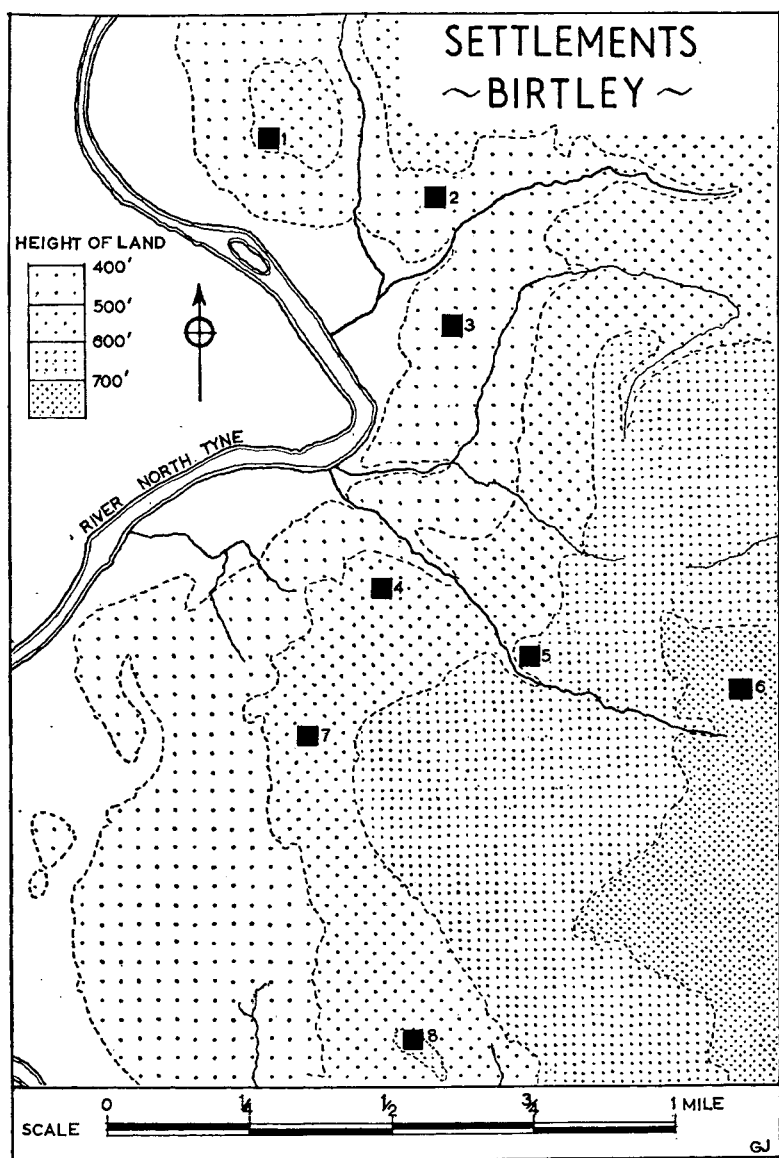 SETTLEMENTS
~BIRTLEY~
1
2
HEIGHT OF LAND
400'
500'
600'
700'
3
RIVER NORTH TYNE
4
5
6
7
8
SCALE 0 1/4 1/2 3/4 1 MILE
GJ